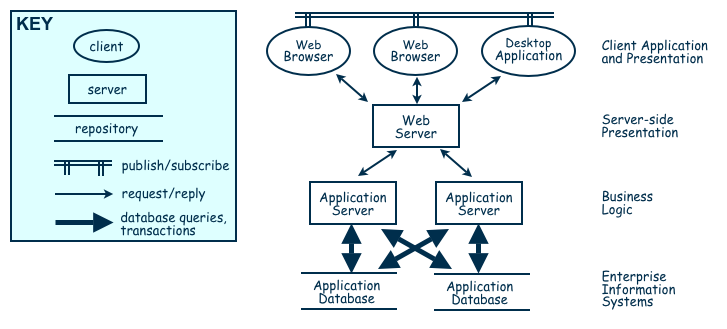 KEY
client
server
repository
publish/subscribe
request/reply
database queries,
transactions
Web
Browser
Web
Browser
Desktop
Application
Client Application
and Presentation
Web
Server
Server-side
Presentation
Application
Server
Application
Server
Business
Logic
Application
Database
Application
Database
Enterprise
Information
Systems